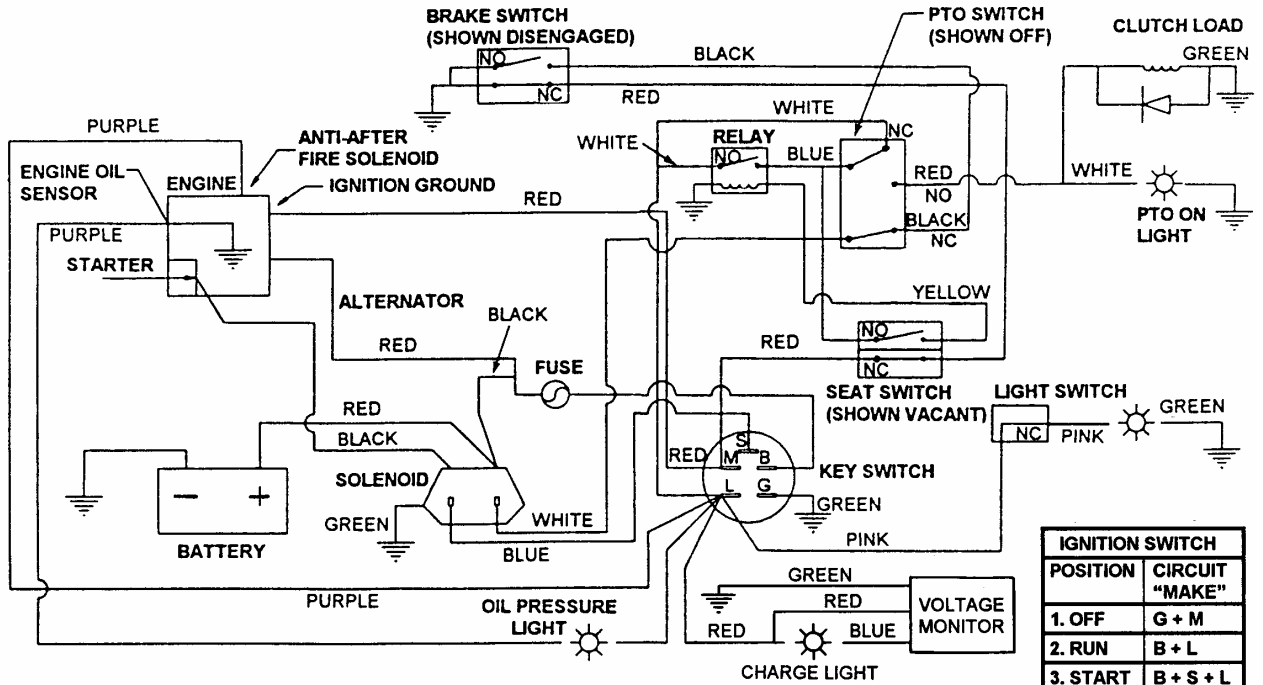 BRAKE SWITCH
(SHOWN DISENGAGED)
PTO SWITCH
(SHOWN OFF)
CLUTCH LOAD
GREEN
NO
BLACK
NC
RED
WHITE
PURPLE
ANTI-AFTER
FIRE SOLENOID
WHITE
RELAY
NO
BLUE
NC
ENGINE OIL
SENSOR
ENGINE
IGNITION GROUND
RED
NO
WHITE
RED
PURPLE
BLACK
NC
PTO ON
LIGHT
STARTER
ALTERNATOR
BLACK
YELLOW
RED
FUSE
RED
NO
NC
SEAT SWITCH
(SHOWN VACANT)
LIGHT SWITCH
GREEN
NC
PINK
RED
BLACK
SOLENOID
S
RED
M
B
KEY SWITCH
L
G
GREEN
GREEN
WHITE
BLUE
BATTERY
PINK
PURPLE
OIL PRESSURE
LIGHT
GREEN
RED
RED
BLUE
VOLTAGE
MONITOR
CHARGE LIGHT
IGNITION SWITCH
POSITION CIRCUIT
"MAKE"
1. OFF G + M
2. RUN B + L
3. START B + S + L